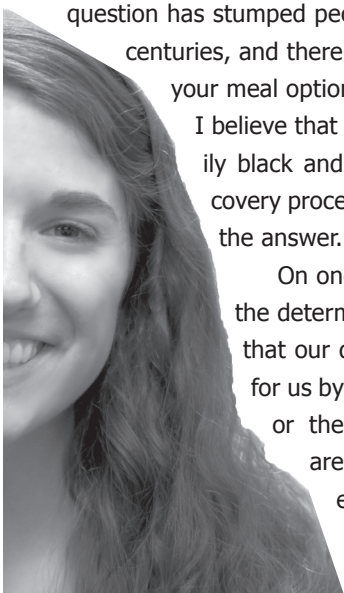 question has stumped peo
centuries, and there
your meal option
I believe that
ily black and
covery proce
the answer.
On on
the determ
that our o
for us by
or the
are
e